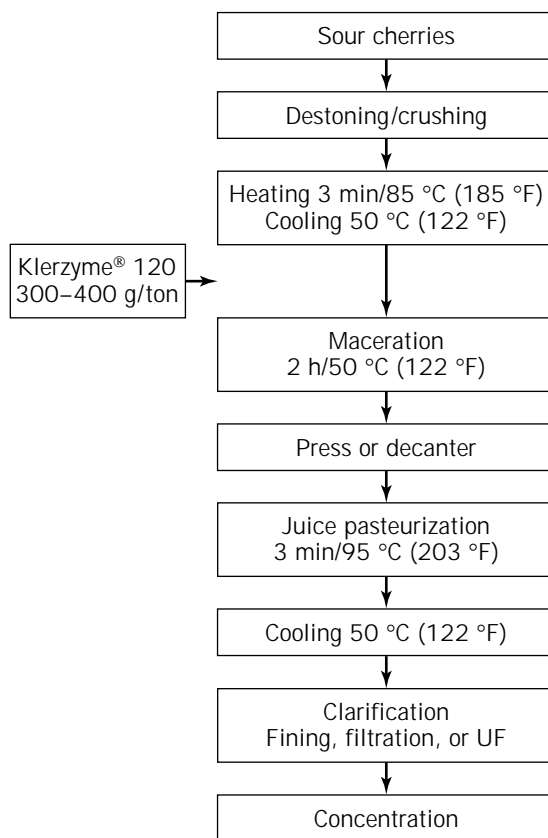 Sour cherries
Destoning/crushing
Heating 3 min/85 °C (185 °F)
Cooling 50 °C (122 °F)
Klerzyme® 120
300–400 g/ton
Maceration
2 h/50 °C (122 °F)
Press or decanter
Juice pasteurization
3 min/95 °C (203 °F)
Cooling 50 °C (122 °F)
Clarification
Fining, filtration, or UF
Concentration